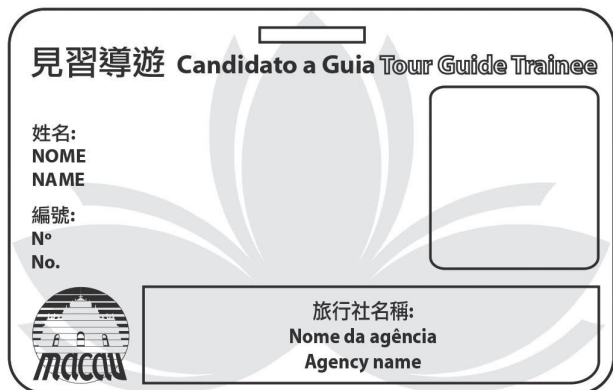 見習導遊 Candidato a Guia Tour Guide Trainee
姓名:
NOME
NAME
編號:
Nº
No.
macau
旅行社名稱:
Nome da agência
Agency name